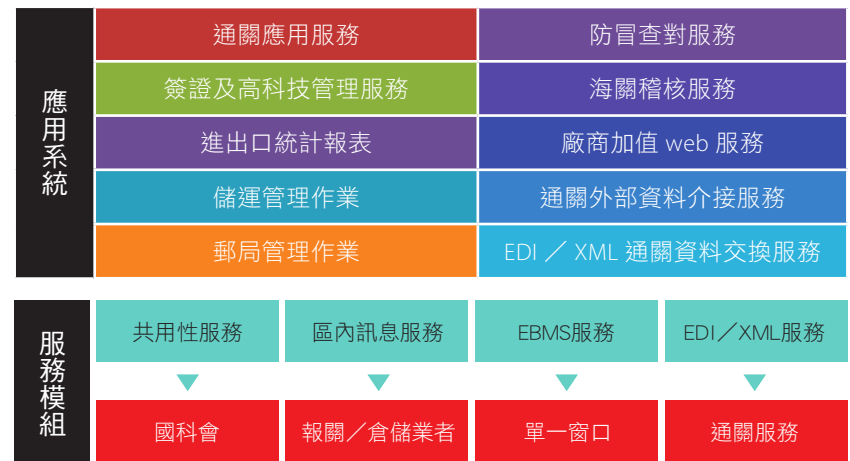 應用系統
通關應用服務
防冒查對服務
簽證及高科技管理服務
海關稽核服務
進出口統計報表
廠商加值 web 服務
儲運管理作業
通關外部資料介接服務
郵局管理作業
EDI／XML 通關資料交換服務
服務模組
共用性服務
區內訊息服務
EBMS服務
EDI／XML服務
國科會
報關／倉儲業者
單一窗口
通關服務